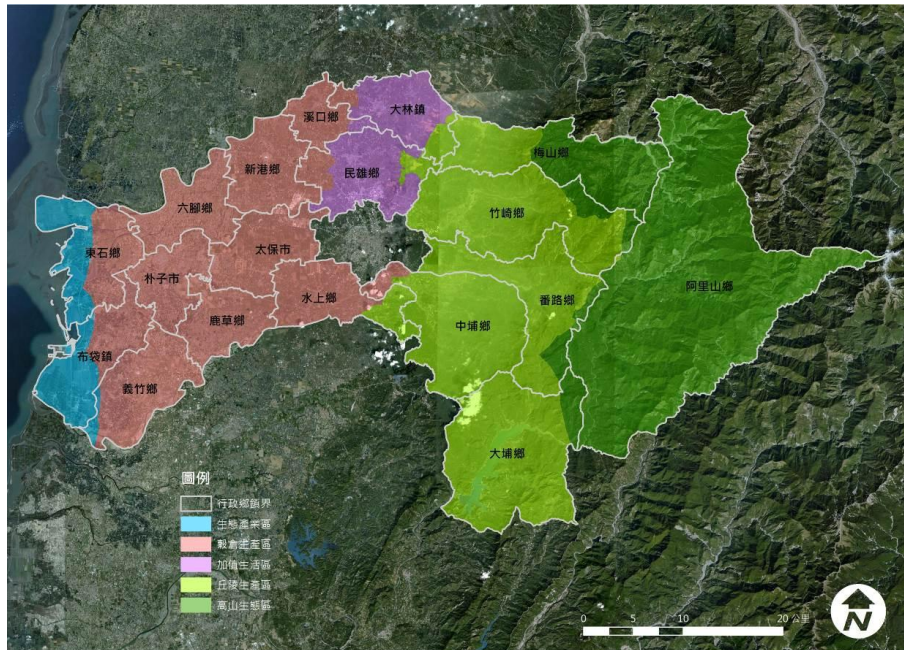 大林鎮
溪口鄉
梅山鄉
新港鄉
民雄鄉
六腳鄉
竹崎鄉
太保市
東石鄉
朴子市
阿里山鄉
水上鄉
番路鄉
鹿草鄉
中埔鄉
布袋鎮
義竹鄉
大埔鄉
圖例
行政鄉鎮界
生態產業區
穀倉生產區
加值生活區
丘陵生產區
高山生態區
0 5 10 20 公里
N